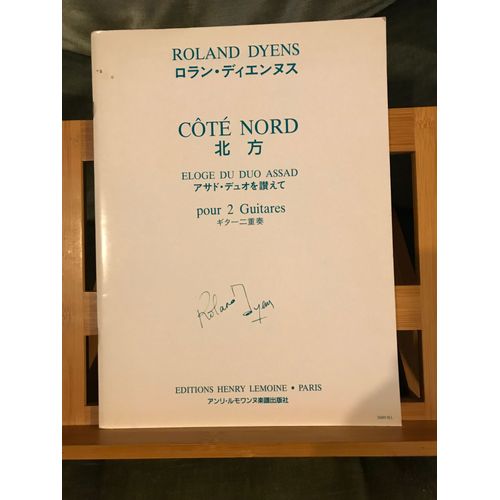 ROLAND DYENS
ロラン・ディエンヌス
CÔTÉ NORD
北方
ELOGE DU DUO ASSAD
アサド・デュオを讃えて
pour 2 Guitares
ギター二重奏
Roland Dyens
EDITIONS HENRY LEMOINE • PARIS
アンリ・ルモワンヌ楽譜出版社